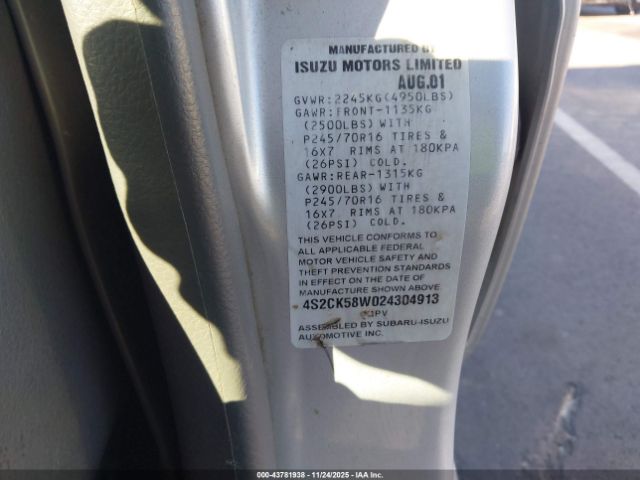 MANUFACTURED BY
ISUZU MOTORS LIMITED
AUG.01
GVWR:2245KG(4950LBS)
GAWR:FRONT-1135KG
(2500LBS)WITH
P245/70R16 TIRES &
16X7 RIMS AT 180KPA
(26PSI) COLD.
GAWR:REAR-1315KG
(2900LBS)WITH
P245/70R16 TIRES &
16X7 RIMS AT 180KPA
(26PSI) COLD.
THIS VEHICLE CONFORMS TO
ALL APPLICABLE FEDERAL
MOTOR VEHICLE SAFETY AND
THEFT PREVENTION STANDARDS
IN EFFECT ON THE DATE OF
MANUFACTURE SHOWN ABOVE
4S2CK58W024304913
ASSEMBLED BY SUBARU-ISUZU
AUTOMOTIVE INC.
000-43781938 - 11/24/2025 - IAAI.COM